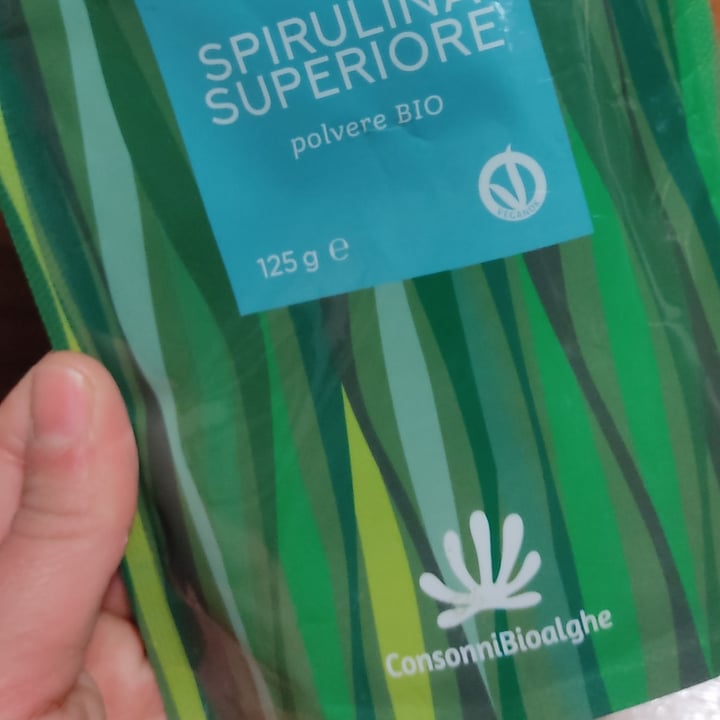 SPIRULINA
SUPERIORE
polvere BIO
VEGANOK
125 g e
ConsonniBioalghe